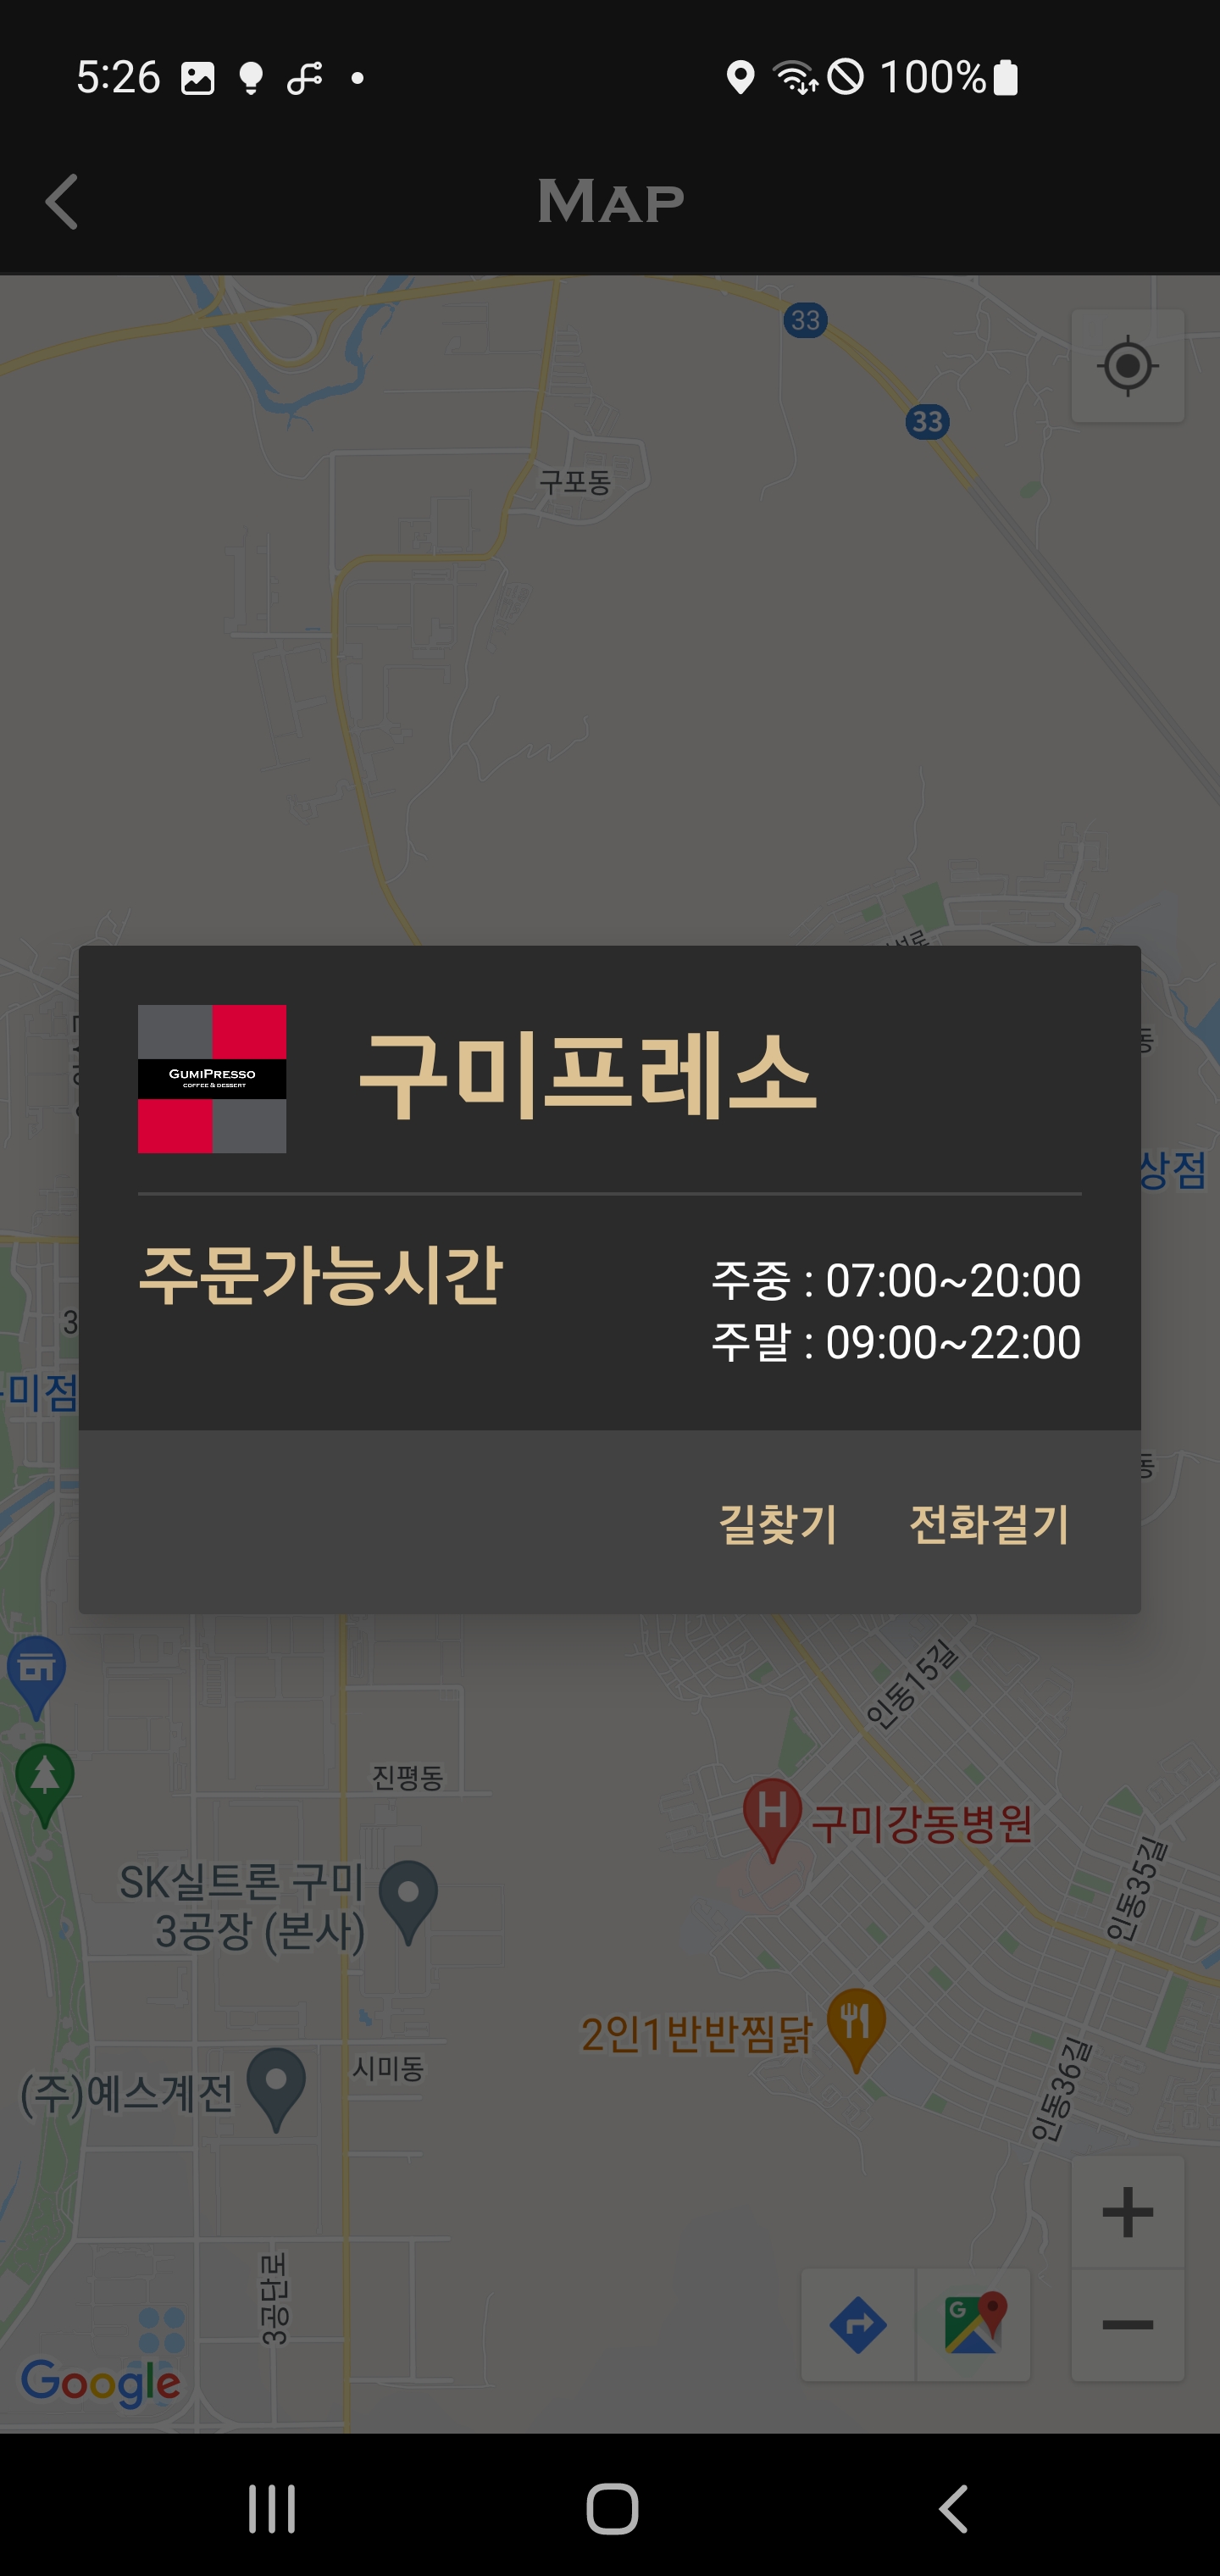 5:26
100%
MAP
33
33
구포동
GUMIPRESSO
COFFEE & DESSERT
구미프레소
상점
주문가능시간
주중 : 07:00~20:00
주말 : 09:00~22:00
3
미점
동
동
길찾기
전화걸기
인동15길
진평동
H
구미강동병원
SK실트론 구미
3공장 (본사)
인동35길
2인1반반찜닭
시미동
(주)예스계전
인동36길
3공단로
G
Google